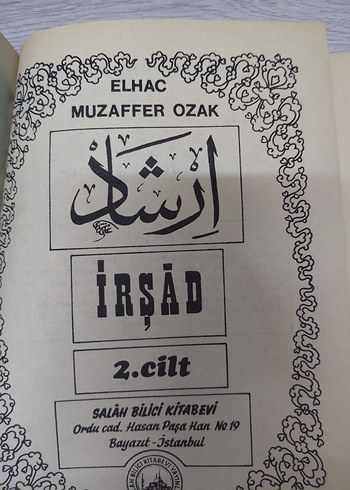 ELHAC
MUZAFFER OZAK
إرشاد
İRŞÂD
2.cilt
SALÂH BİLİCİ KİTABEVİ
Ordu cad. Hasan Paşa Han № 19
Bayazıt - İstanbul